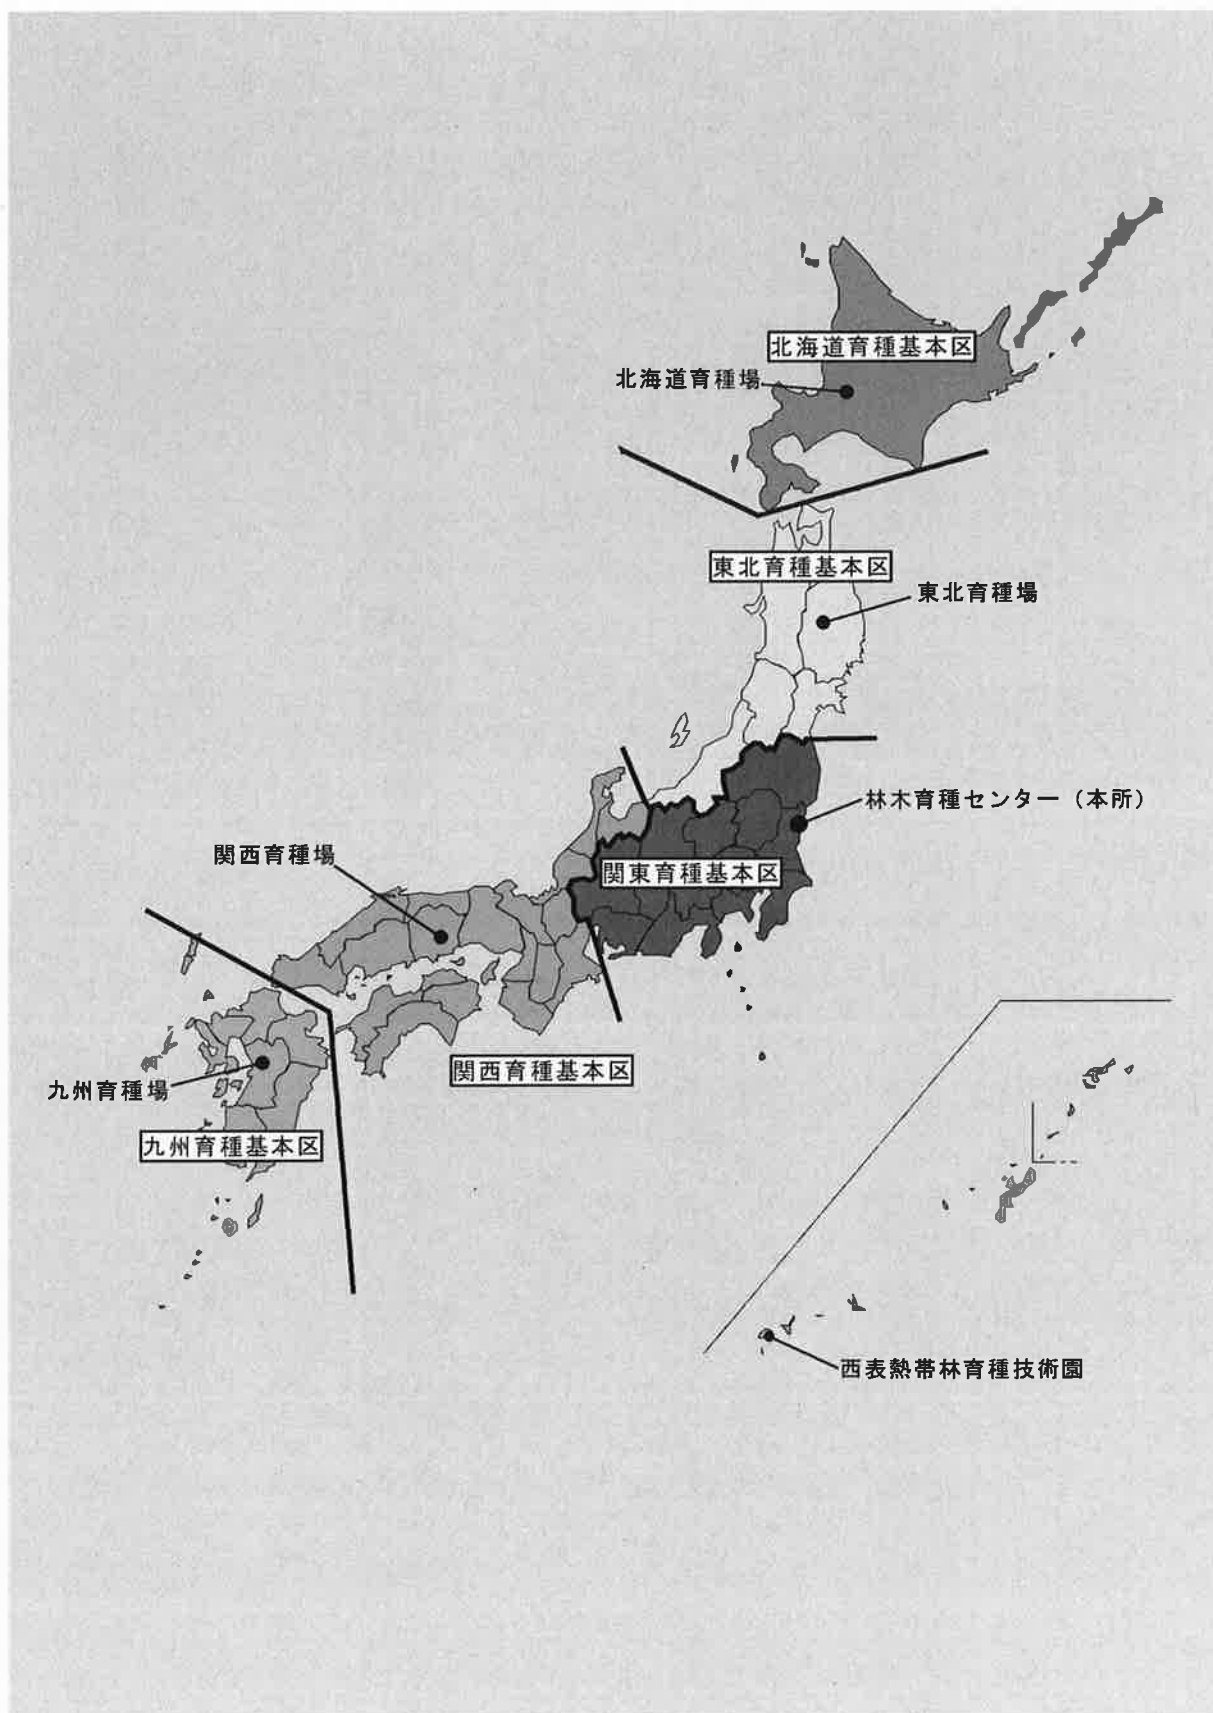 北海道育種基本区
北海道育種場
東北育種基本区
東北育種場
林木育種センター（本所）
関西育種場
関東育種基本区
関西育種基本区
九州育種場
九州育種基本区
西表熱帯林育種技術園